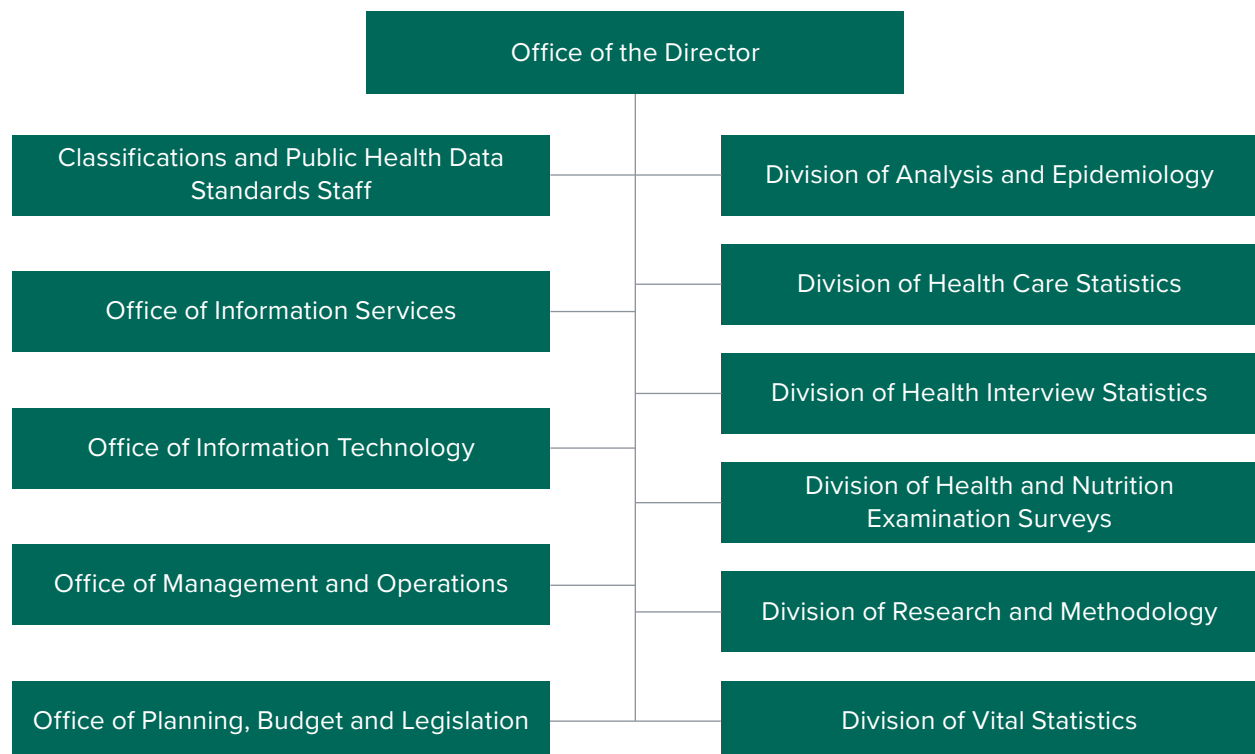 Office of the Director
Classifications and Public Health Data
Standards Staff
Office of Information Services
Office of Information Technology
Office of Management and Operations
Office of Planning, Budget and Legislation
Division of Analysis and Epidemiology
Division of Health Care Statistics
Division of Health Interview Statistics
Division of Health and Nutrition
Examination Surveys
Division of Research and Methodology
Division of Vital Statistics